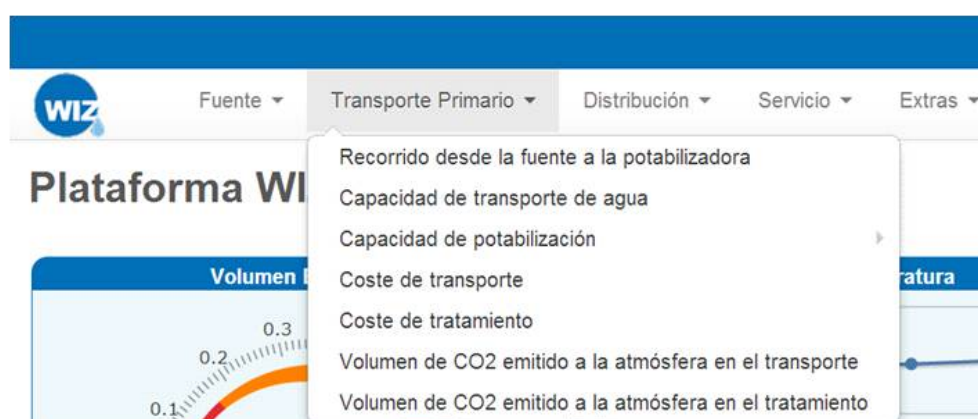 WIZ
Fuente
Transporte Primario
Distribución
Servicio
Extras
Plataforma WI
Recorrido desde la fuente a la potabilizadora
Capacidad de transporte de agua
Capacidad de potabilización
Coste de transporte
Coste de tratamiento
Volumen de CO2 emitido a la atmósfera en el transporte
Volumen de CO2 emitido a la atmósfera en el tratamiento
Volumen
ratura
0.3
0.2
0.1